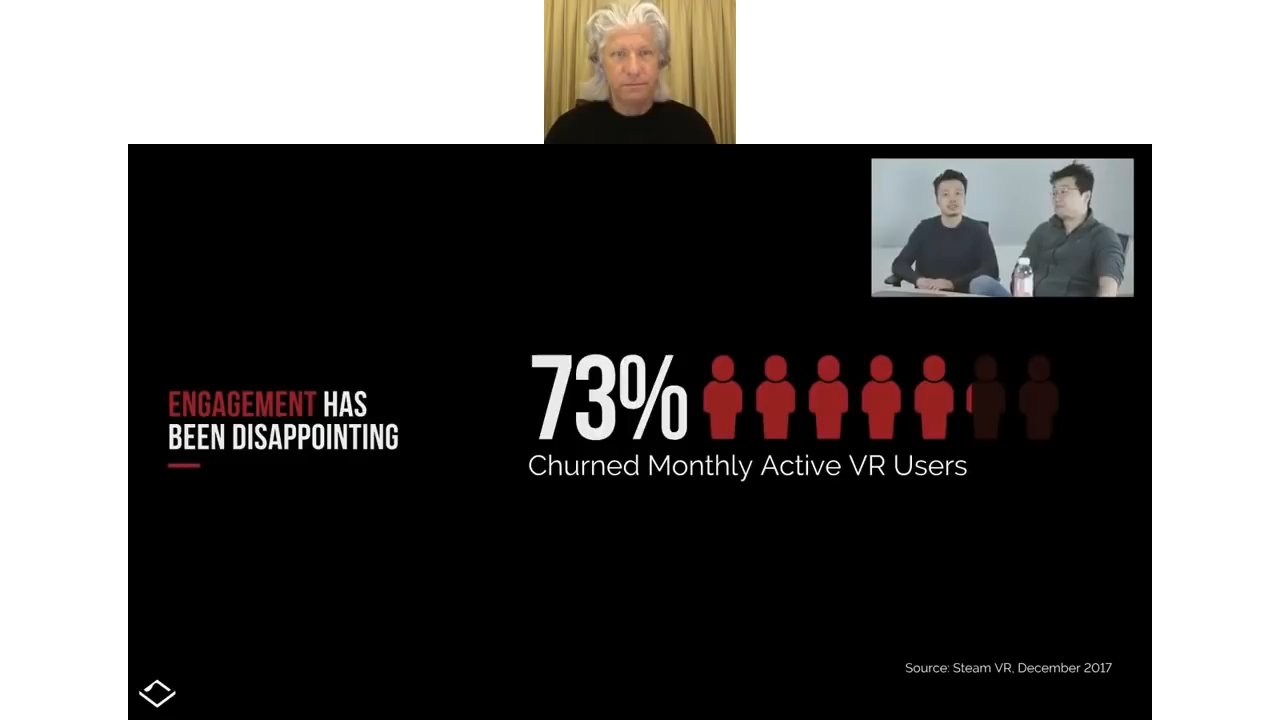 ENGAGEMENT HAS
BEEN DISAPPOINTING
73%
Churned Monthly Active VR Users
Source: Steam VR, December 2017